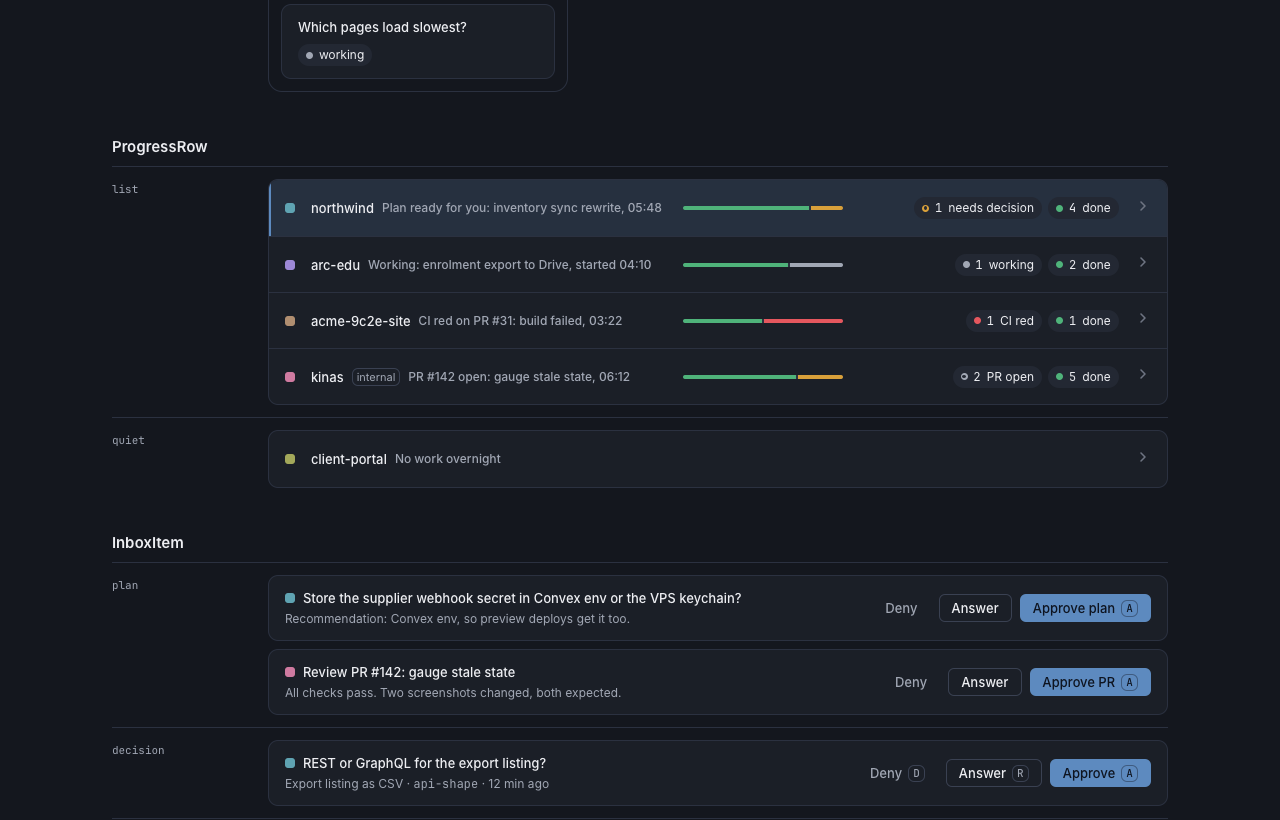 Which pages load slowest?
working
ProgressRow
list
northwind Plan ready for you: inventory sync rewrite, 05:48 1 needs decision 4 done
arc-edu Working: enrolment export to Drive, started 04:10 1 working 2 done
acme-9c2e-site CI red on PR #31: build failed, 03:22 1 CI red 1 done
kinas internal PR #142 open: gauge stale state, 06:12 2 PR open 5 done
quiet
client-portal No work overnight
InboxItem
plan
Store the supplier webhook secret in Convex env or the VPS keychain?
Recommendation: Convex env, so preview deploys get it too.
Deny Answer Approve plan A
Review PR #142: gauge stale state
All checks pass. Two screenshots changed, both expected.
Deny Answer Approve PR A
decision
REST or GraphQL for the export listing?
Export listing as CSV · api-shape · 12 min ago
Deny D Answer R Approve A